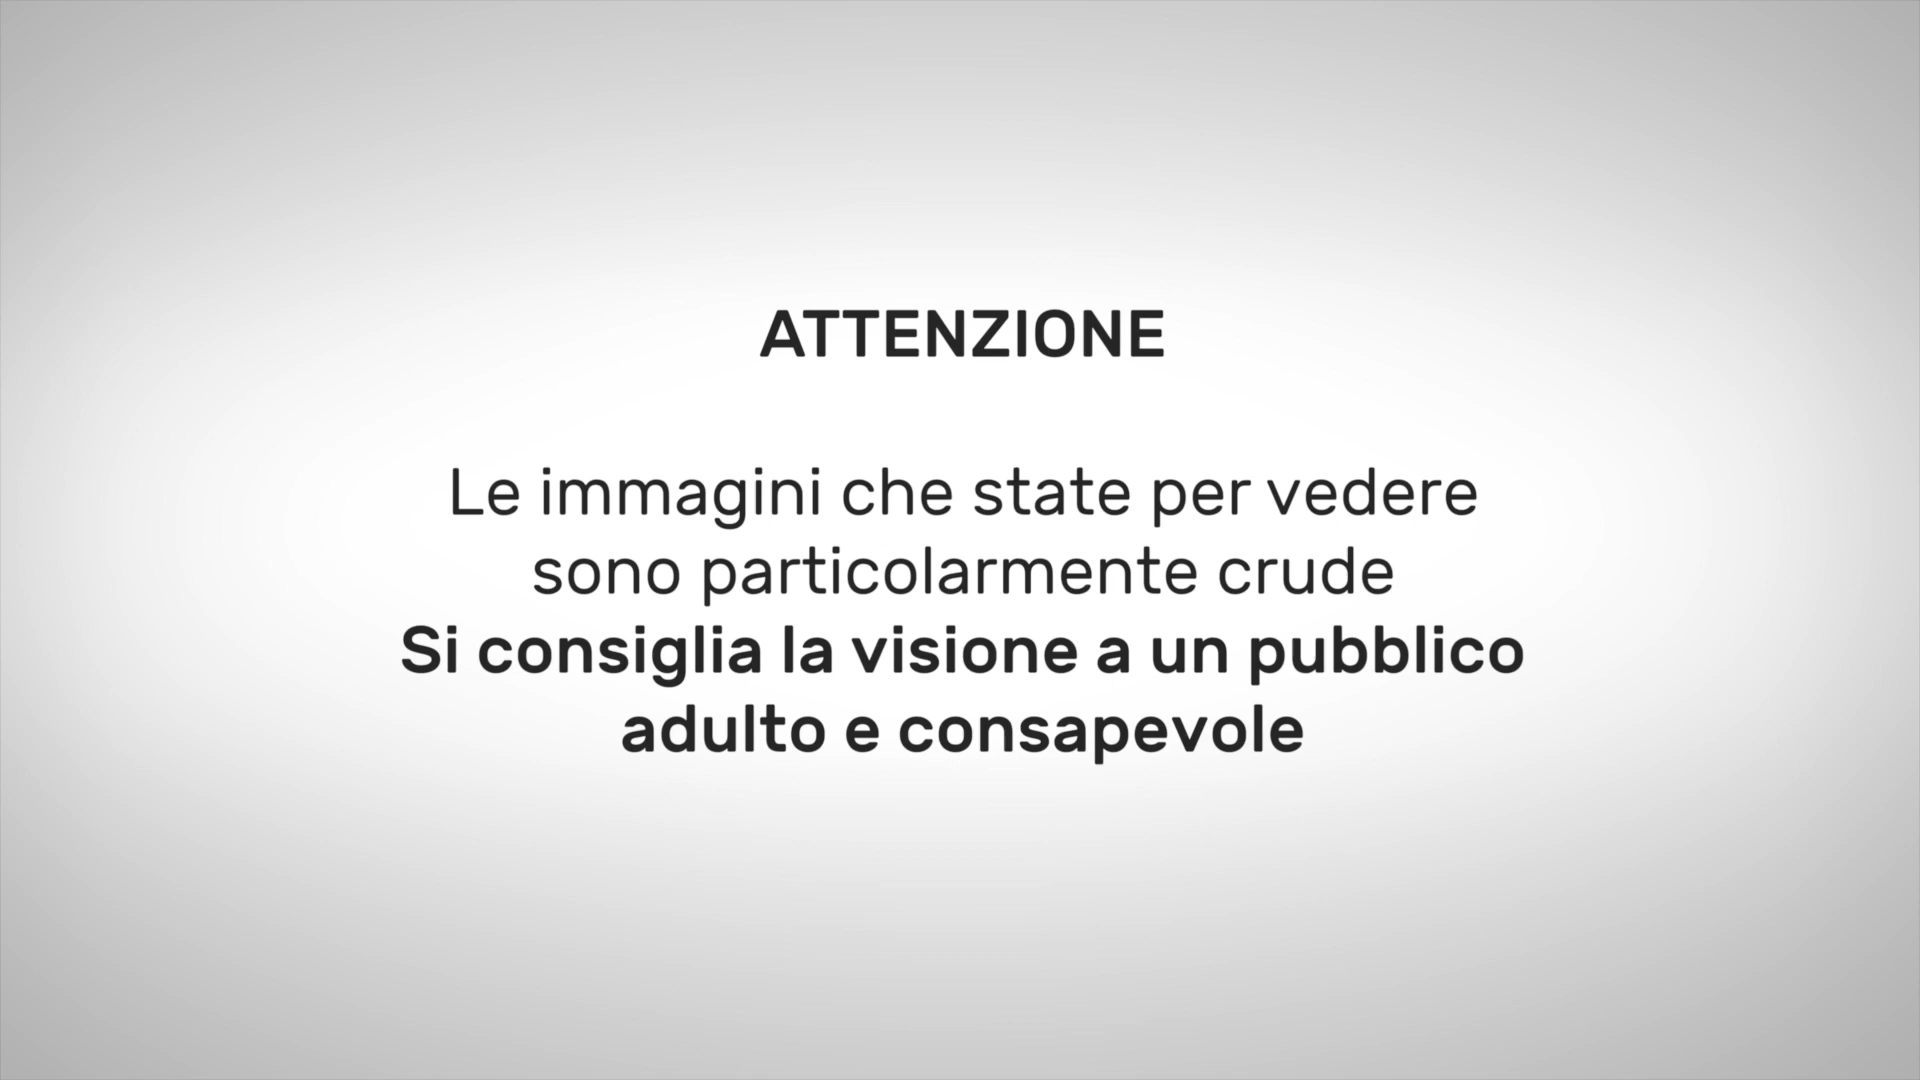 ATTENZIONE
Le immagini che state per vedere
sono particolarmente crude
Si consiglia la visione a un pubblico
adulto e consapevole